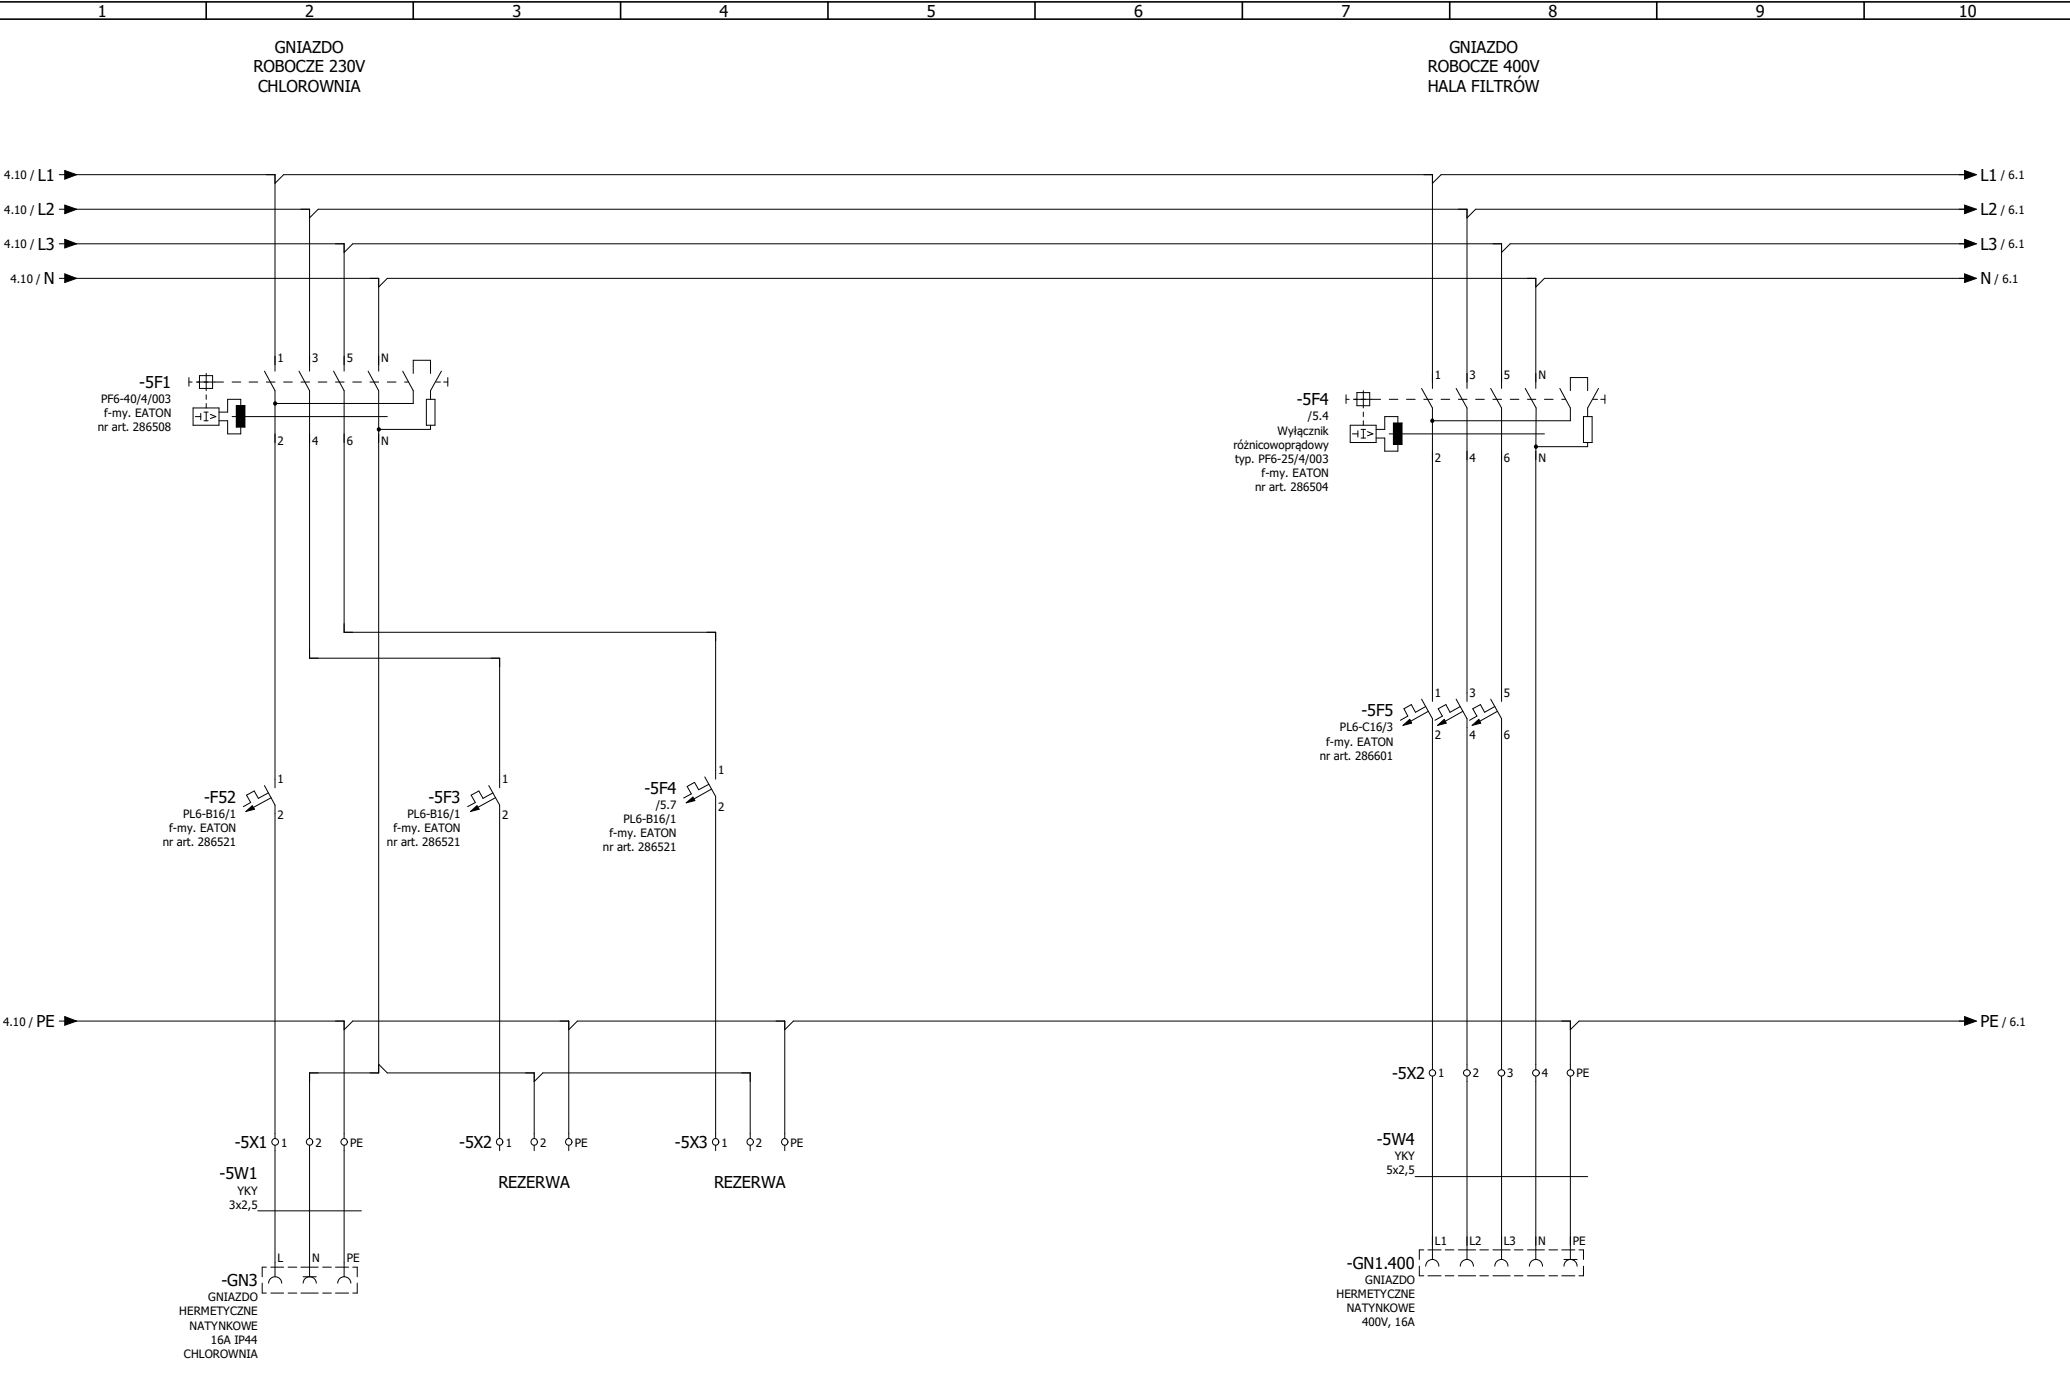 1 2 3 4 5 6 7 8 9 10
GNIAZDO
ROBOCZE 230V
CHLOROWNIA
GNIAZDO
ROBOCZE 400V
HALA FILTRÓW
4.10 / L1
L1 / 6.1
4.10 / L2
L2 / 6.1
4.10 / L3
L3 / 6.1
4.10 / N
N / 6.1
1 3 5 N
-5F1
PF6-40/4/003
f-my. EATON
nr art. 286508
I>
2 4 6 N
1 3 5 N
-5F4
/5.4
Wyłącznik
różnicowoprądowy
typ. PF6-25/4/003
f-my. EATON
nr art. 286504
I>
2 4 6 N
1 3 5
-5F5
PL6-C16/3
f-my. EATON
nr art. 286601
2 4 6
1
-F52
PL6-B16/1
f-my. EATON
nr art. 286521
2
1
-5F3
PL6-B16/1
f-my. EATON
nr art. 286521
2
1
-5F4
/5.7
PL6-B16/1
f-my. EATON
nr art. 286521
2
4.10 / PE
PE / 6.1
-5X1 1 2 PE
-5X2 1 2 PE
REZERWA
-5X3 1 2 PE
REZERWA
-5X2 1 2 3 4 PE
-5W1
YKY
3x2,5
-5W4
YKY
5x2,5
L N PE
-GN3
GNIAZDO
HERMETYCZNE
NATYNKOWE
16A IP44
CHLOROWNIA
L1 L2 L3 N PE
-GN1.400
GNIAZDO
HERMETYCZNE
NATYNKOWE
400V, 16A